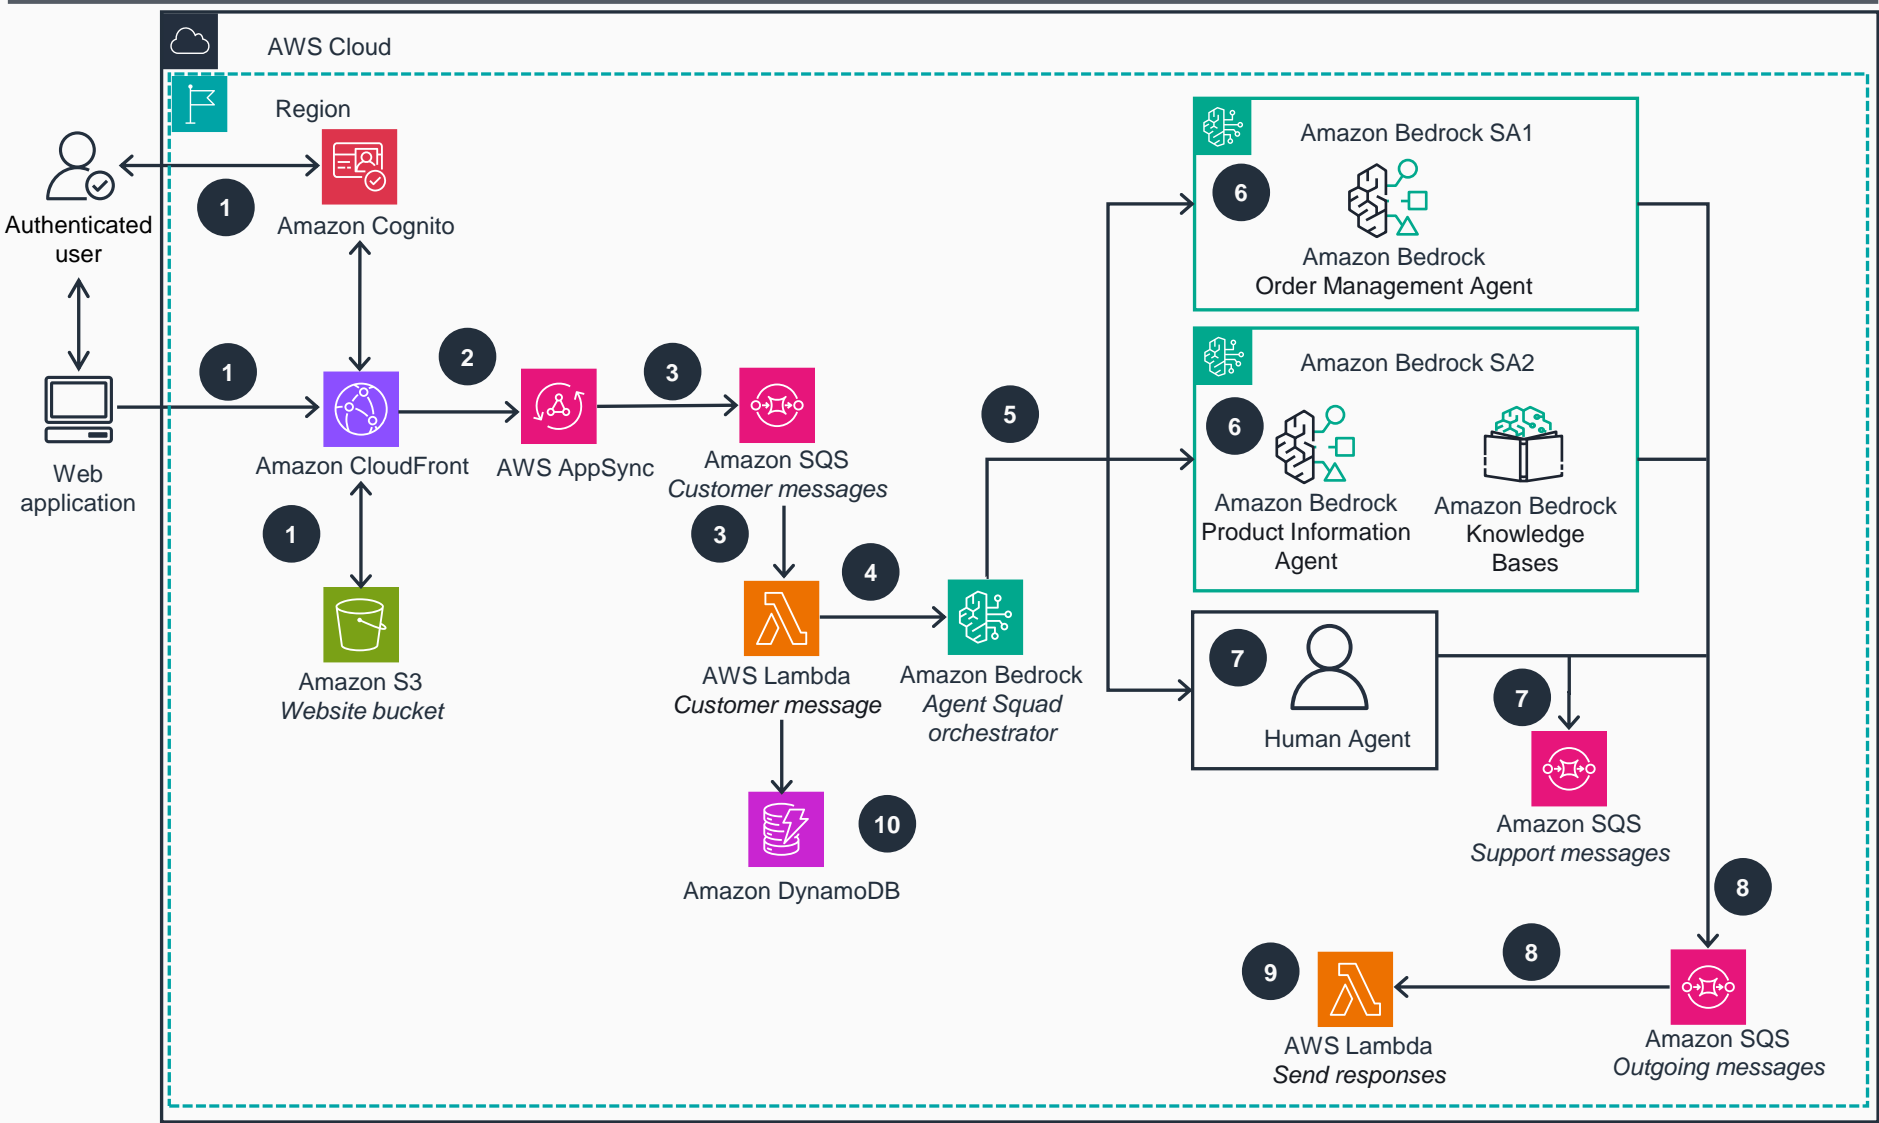 AWS Cloud
Region
1
Amazon Cognito
Authenticated
user
1
2
3
Amazon CloudFront
AWS AppSync
Amazon SQS
Customer messages
Web
application
1
3
4
5
Amazon S3
Website bucket
AWS Lambda
Customer message
Amazon Bedrock
Agent Squad
orchestrator
10
Amazon DynamoDB
Amazon Bedrock SA1
6
Amazon Bedrock
Order Management Agent
Amazon Bedrock SA2
6
Amazon Bedrock
Product Information
Agent
Amazon Bedrock
Knowledge
Bases
7
Human Agent
7
Amazon SQS
Support messages
8
8
9
AWS Lambda
Send responses
Amazon SQS
Outgoing messages